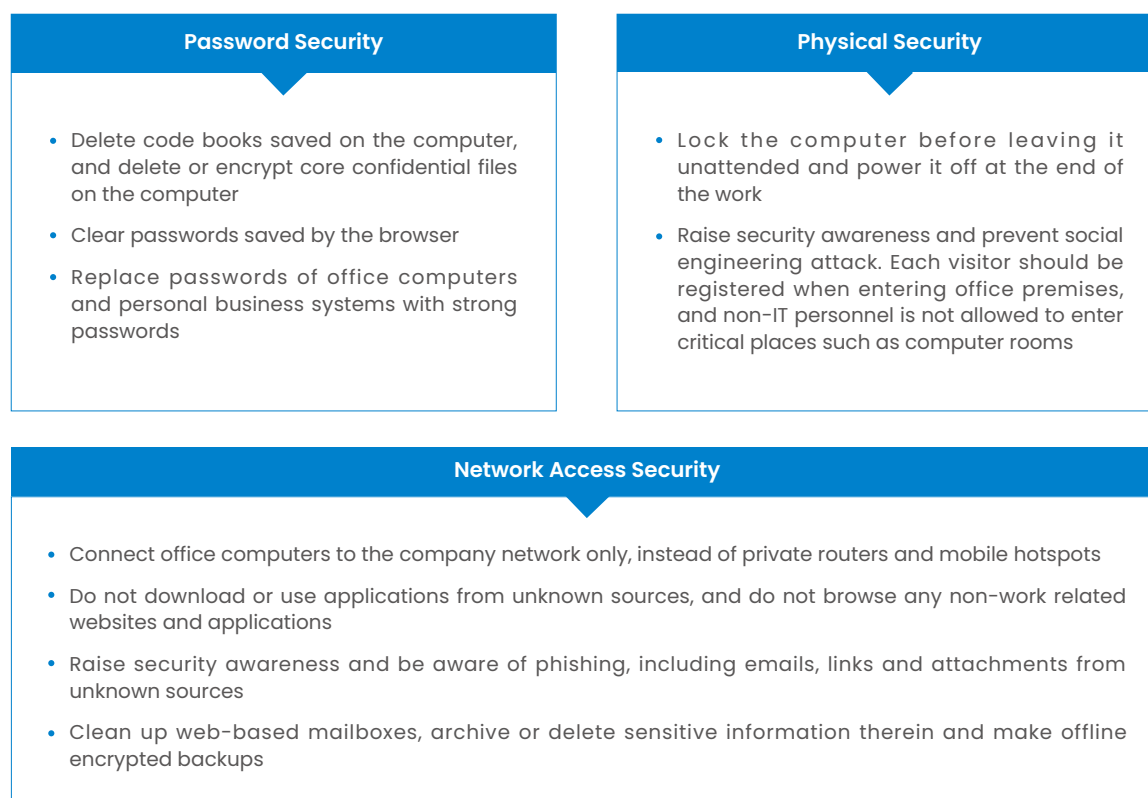 Password Security
• Delete code books saved on the computer,
and delete or encrypt core confidential files
on the computer
• Clear passwords saved by the browser
• Replace passwords of office computers
and personal business systems with strong
passwords
Physical Security
• Lock the computer before leaving it
unattended and power it off at the end of
the work
• Raise security awareness and prevent social
engineering attack. Each visitor should be
registered when entering office premises,
and non-IT personnel is not allowed to enter
critical places such as computer rooms
Network Access Security
• Connect office computers to the company network only, instead of private routers and mobile hotspots
• Do not download or use applications from unknown sources, and do not browse any non-work related
websites and applications
• Raise security awareness and be aware of phishing, including emails, links and attachments from
unknown sources
• Clean up web-based mailboxes, archive or delete sensitive information therein and make offline
encrypted backups